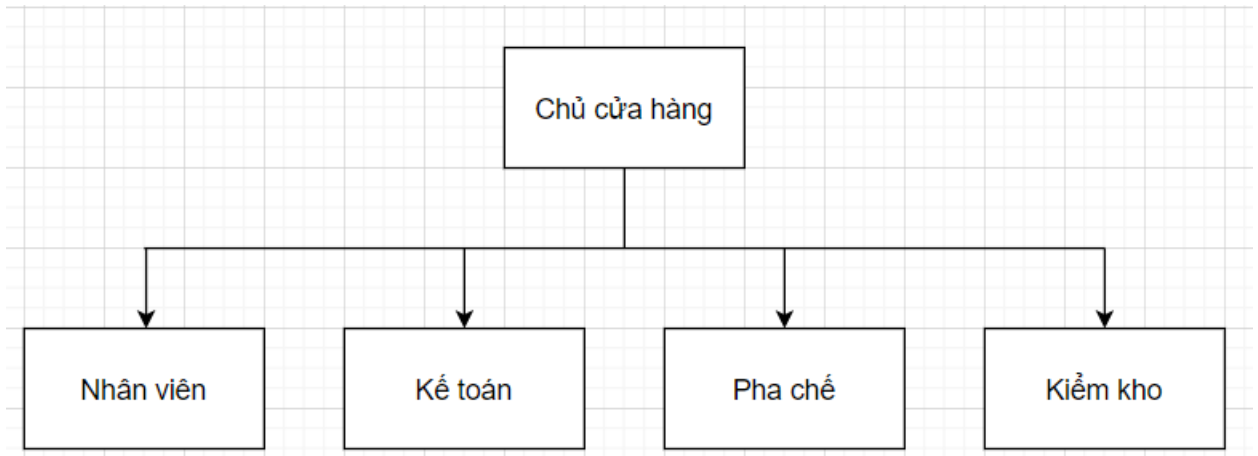 Chủ cửa hàng
Nhân viên
Kế toán
Pha chế
Kiểm kho